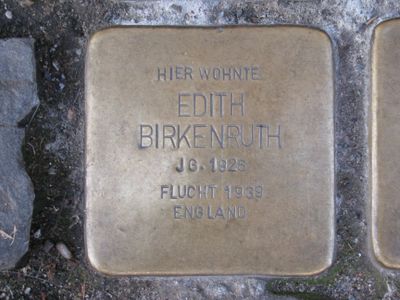 HIER WOHNTE
EDITH
BIRKENRUTH
JG. 1926
FLUCHT 1939
ENGLAND